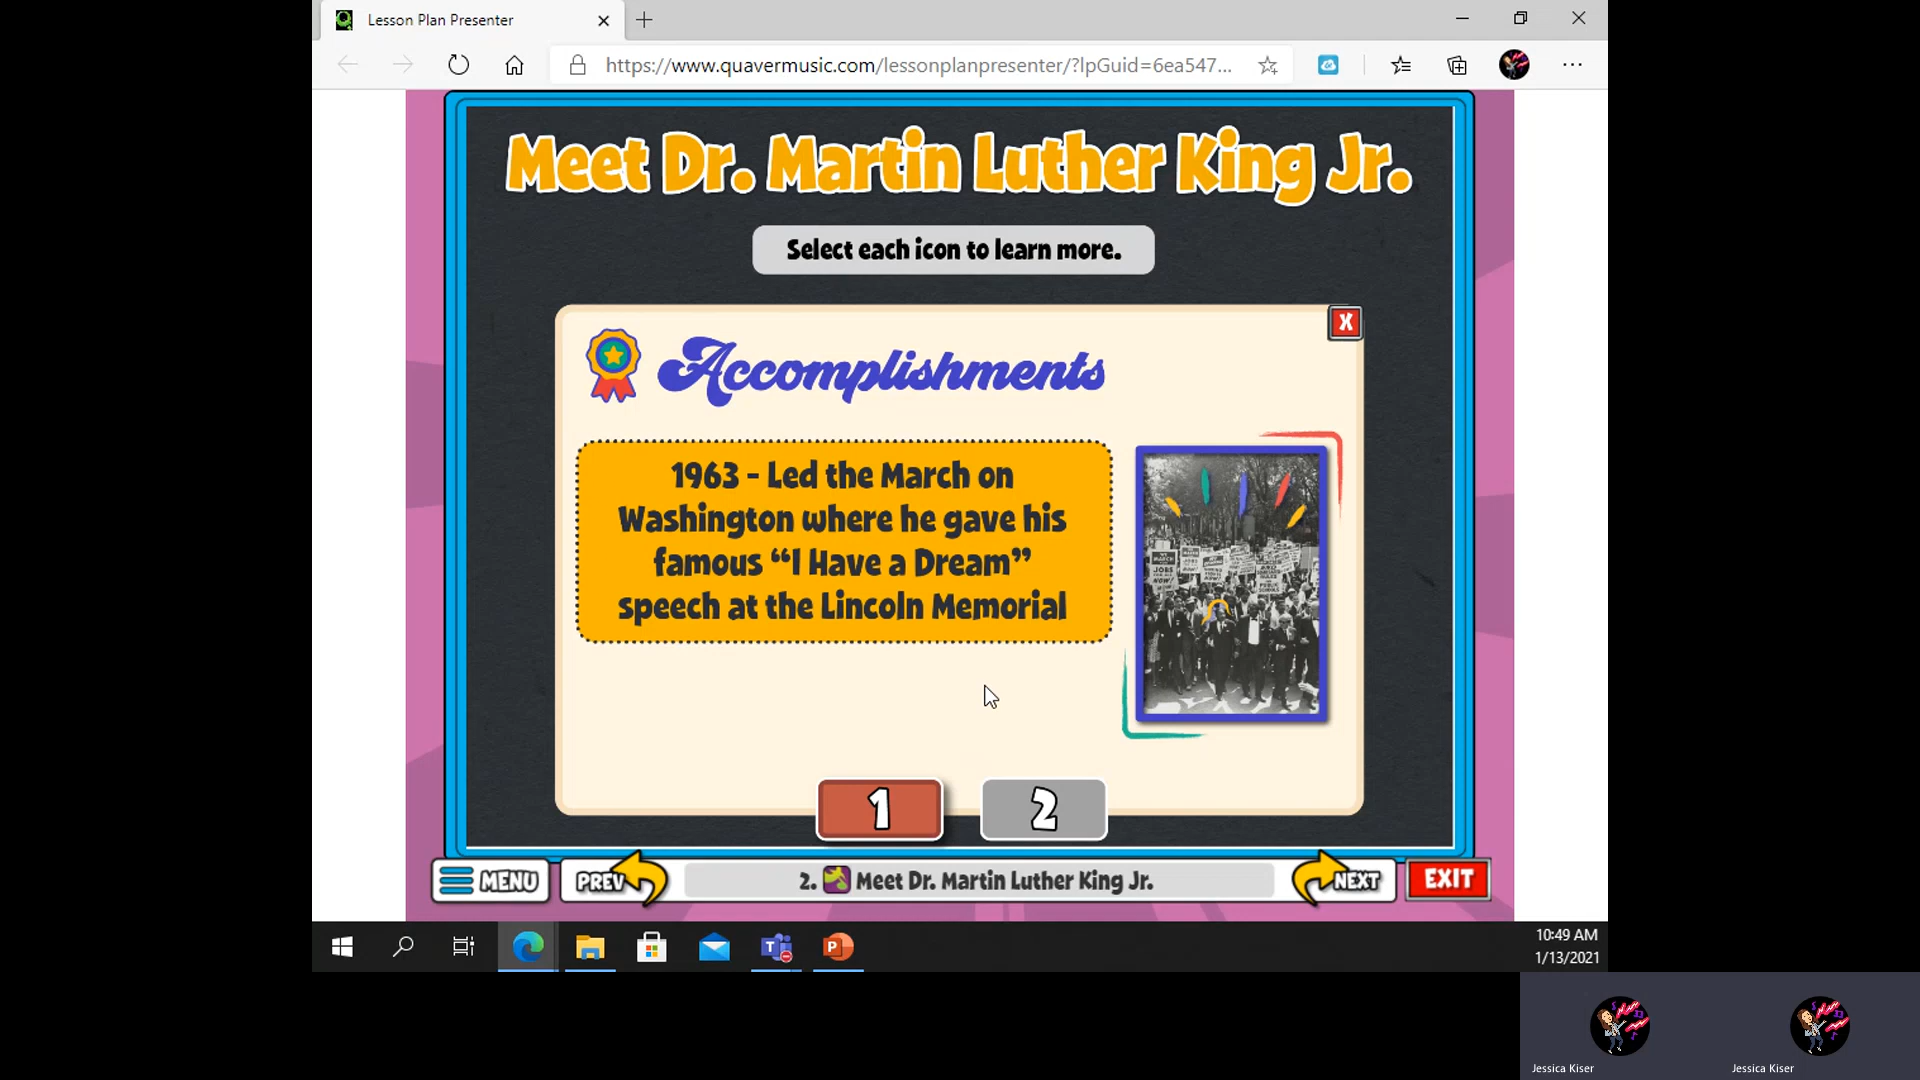 Lesson Plan Presenter
https://www.quavermusic.com/lessonplanpresenter/?lpGuid=6ea547...
Meet Dr. Martin Luther King Jr.
Select each icon to learn more.
X
Accomplishments
1963 - Led the March on
Washington where he gave his
famous “I Have a Dream”
speech at the Lincoln Memorial
JOBS
NOW!
1
2
MENU
PREV
2. Meet Dr. Martin Luther King Jr.
NEXT
EXIT
10:49 AM
1/13/2021
Jessica Kiser
Jessica Kiser